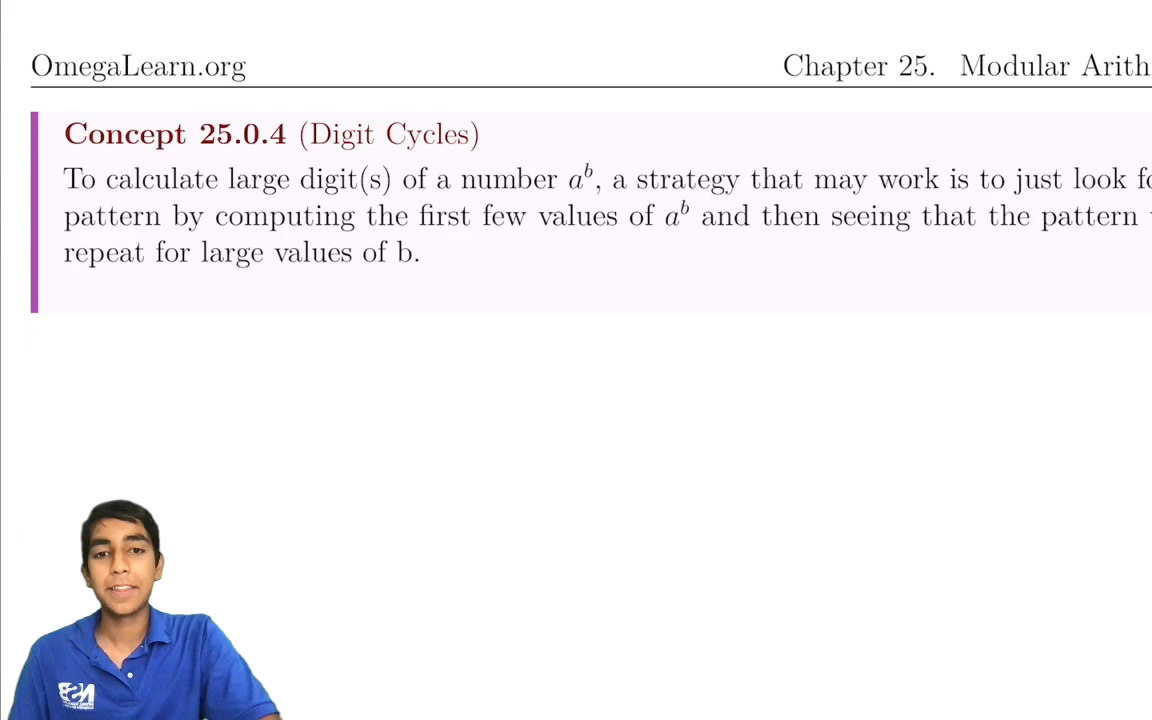 OmegaLearn.org
Chapter 25. Modular Arith
Concept 25.0.4 (Digit Cycles)
To calculate large digit(s) of a number a^b, a strategy that may work is to just look fo
pattern by computing the first few values of a^b and then seeing that the pattern
repeat for large values of b.